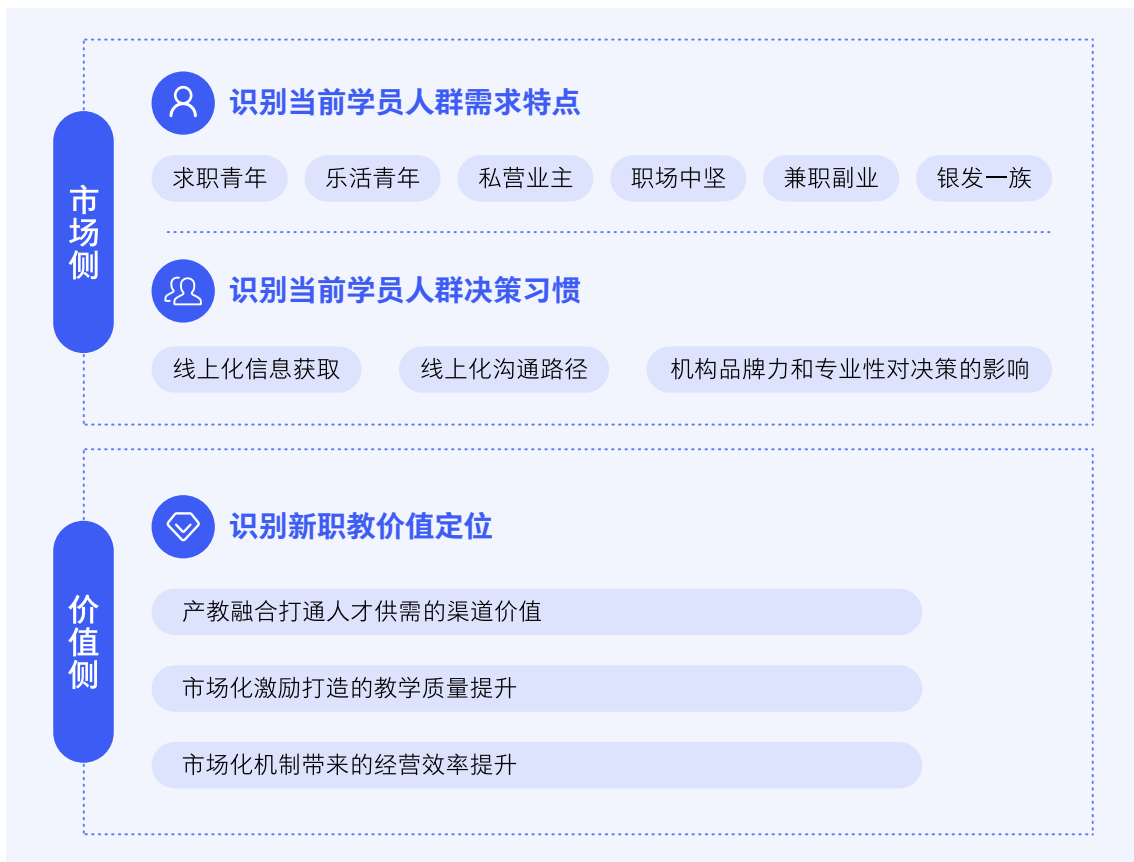 市场侧
识别当前学员人群需求特点
求职青年
乐活青年
私营业主
职场中坚
兼职副业
银发一族
识别当前学员人群决策习惯
线上化信息获取
线上化沟通路径
机构品牌力和专业性对决策的影响
价值侧
识别新职教价值定位
产教融合打通人才供需的渠道价值
市场化激励打造的教学质量提升
市场化机制带来的经营效率提升